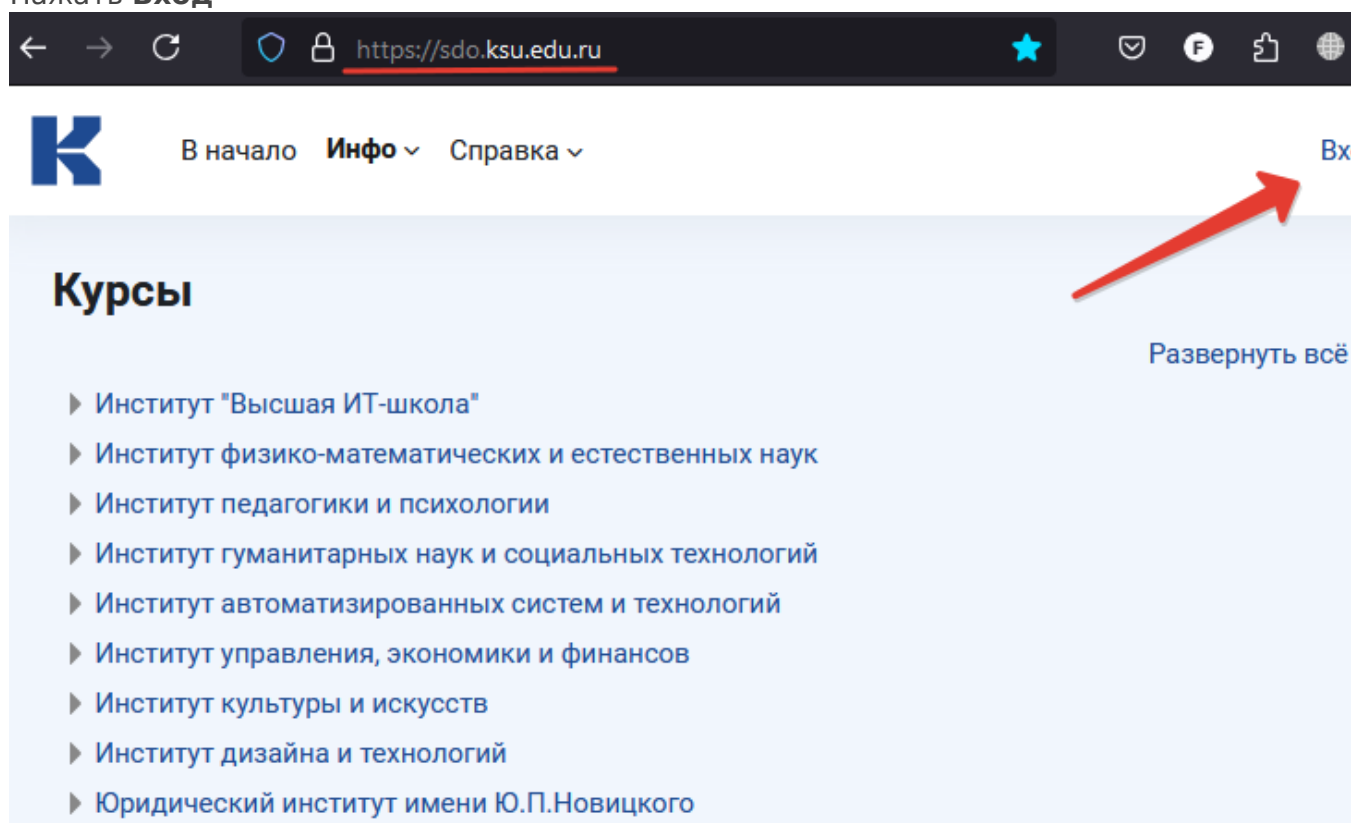 Нажать Вход
https://sdo.ksu.edu.ru
В начало Инфо Справка
Курсы
Развернуть всё
Институт "Высшая ИТ-школа"
Институт физико-математических и естественных наук
Институт педагогики и психологии
Институт гуманитарных наук и социальных технологий
Институт автоматизированных систем и технологий
Институт управления, экономики и финансов
Институт культуры и искусств
Институт дизайна и технологий
Юридический институт имени Ю.П.Новицкого